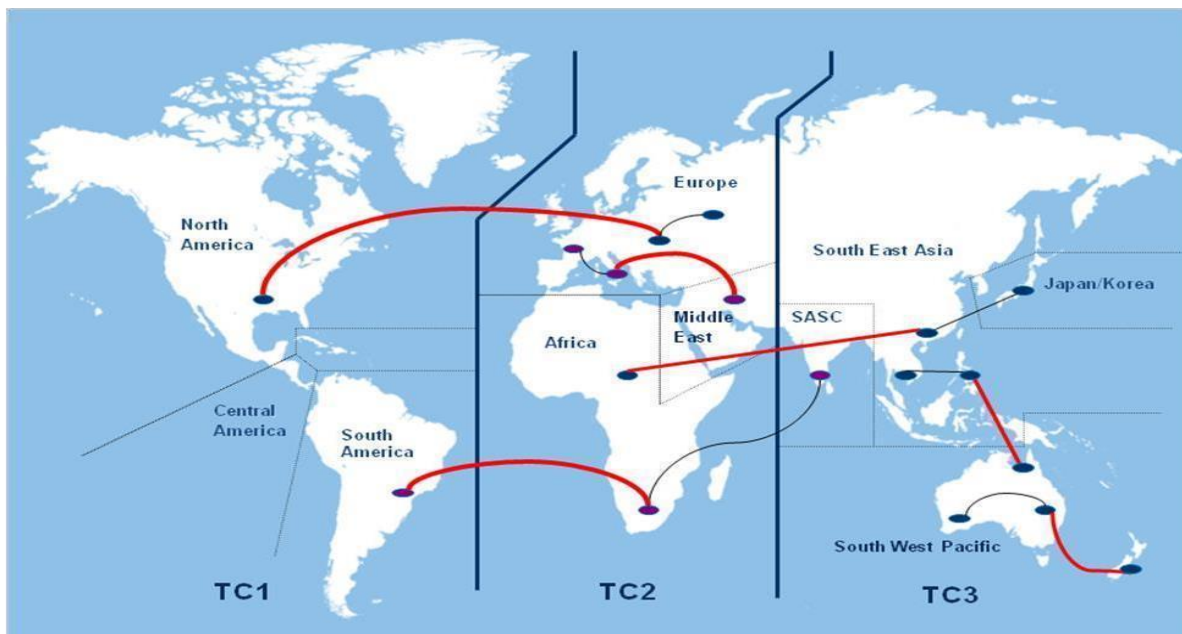 Europe
North
America
South East Asia
Japan/Korea
SASC
Middle
East
Africa
Central
America
South
America
South West Pacific
TC1
TC2
TC3